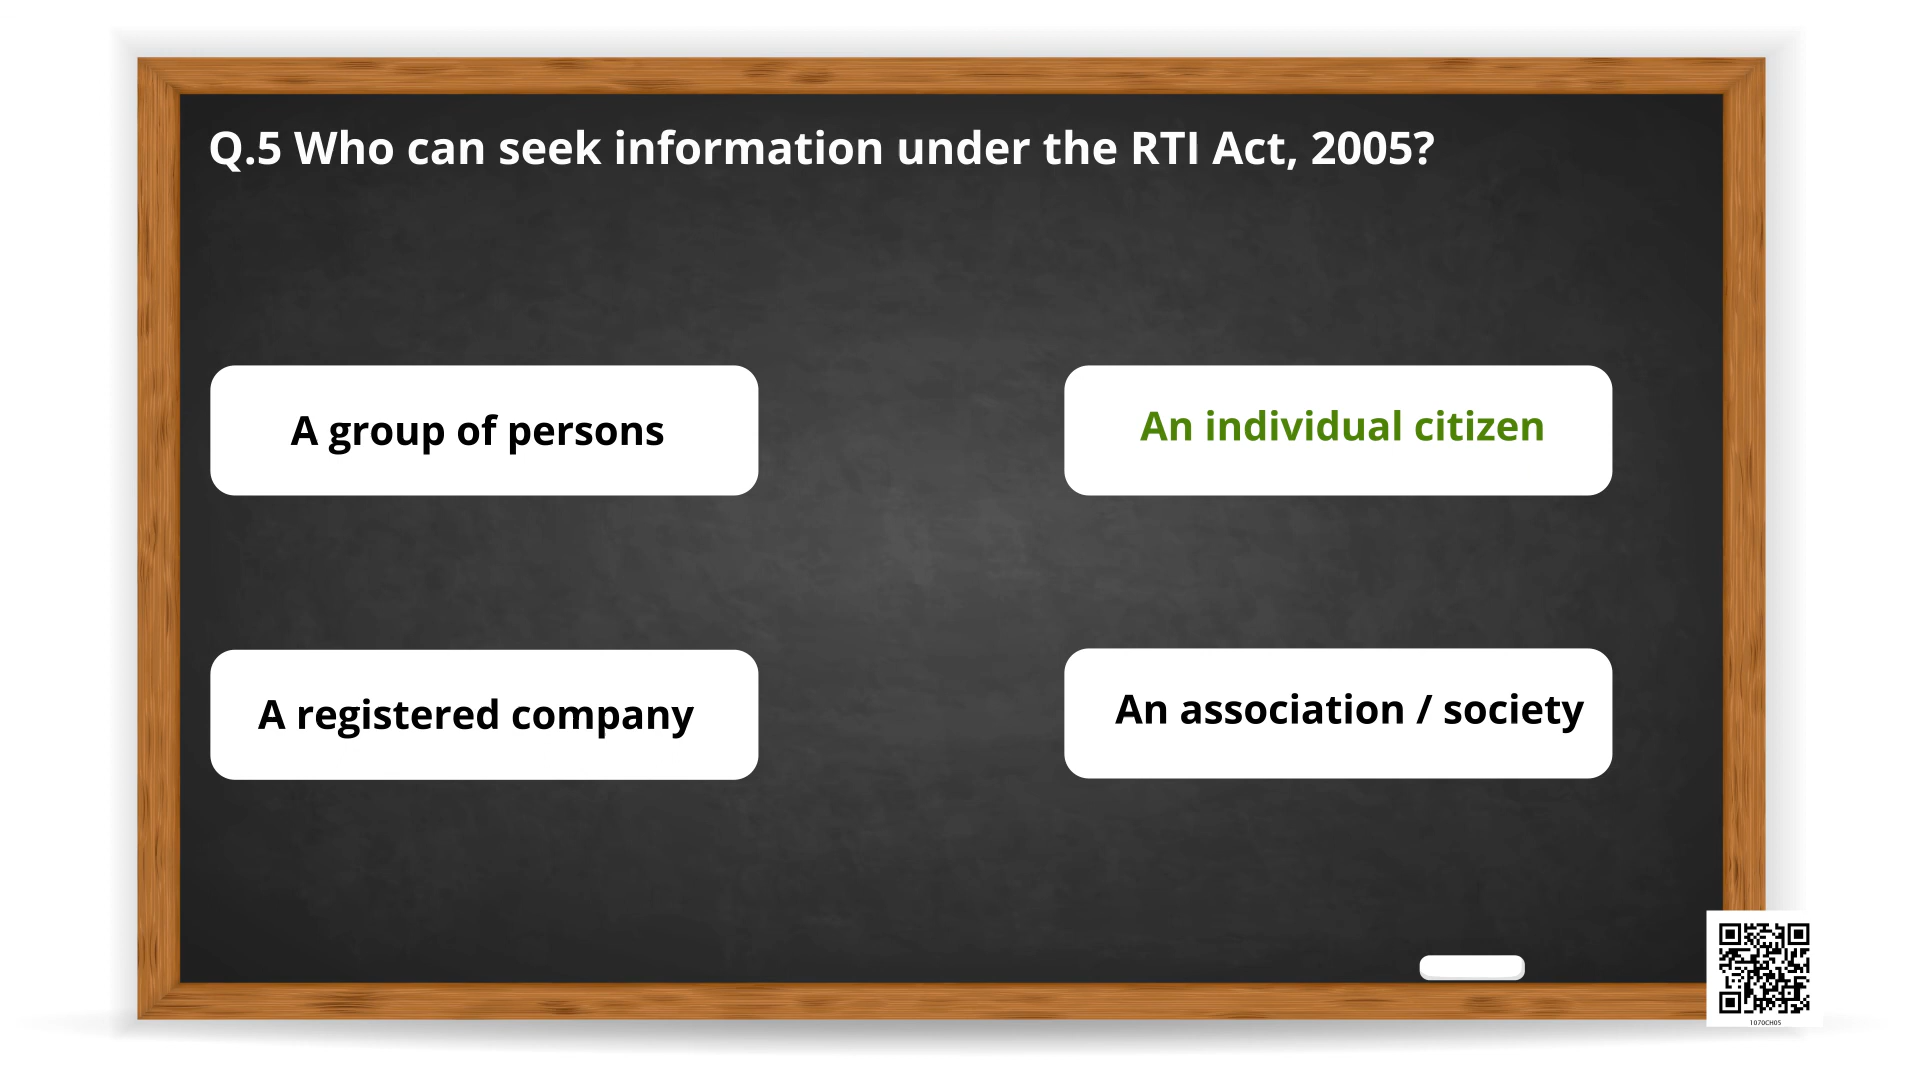 Q.5 Who can seek information under the RTI Act, 2005?
A group of persons
An individual citizen
A registered company
An association / society
1070CH05